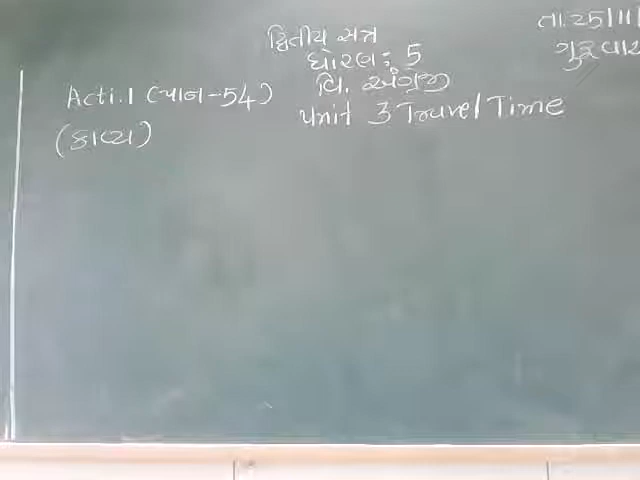 દ્વિતીય સત્ર
ધોરણ: 5
વિ. અંગ્રેજી
Unit 3 Travel Time
તા.25/11/
ગુરૂવાર
Acti.1 (પાન-54)
(કાવ્ય)